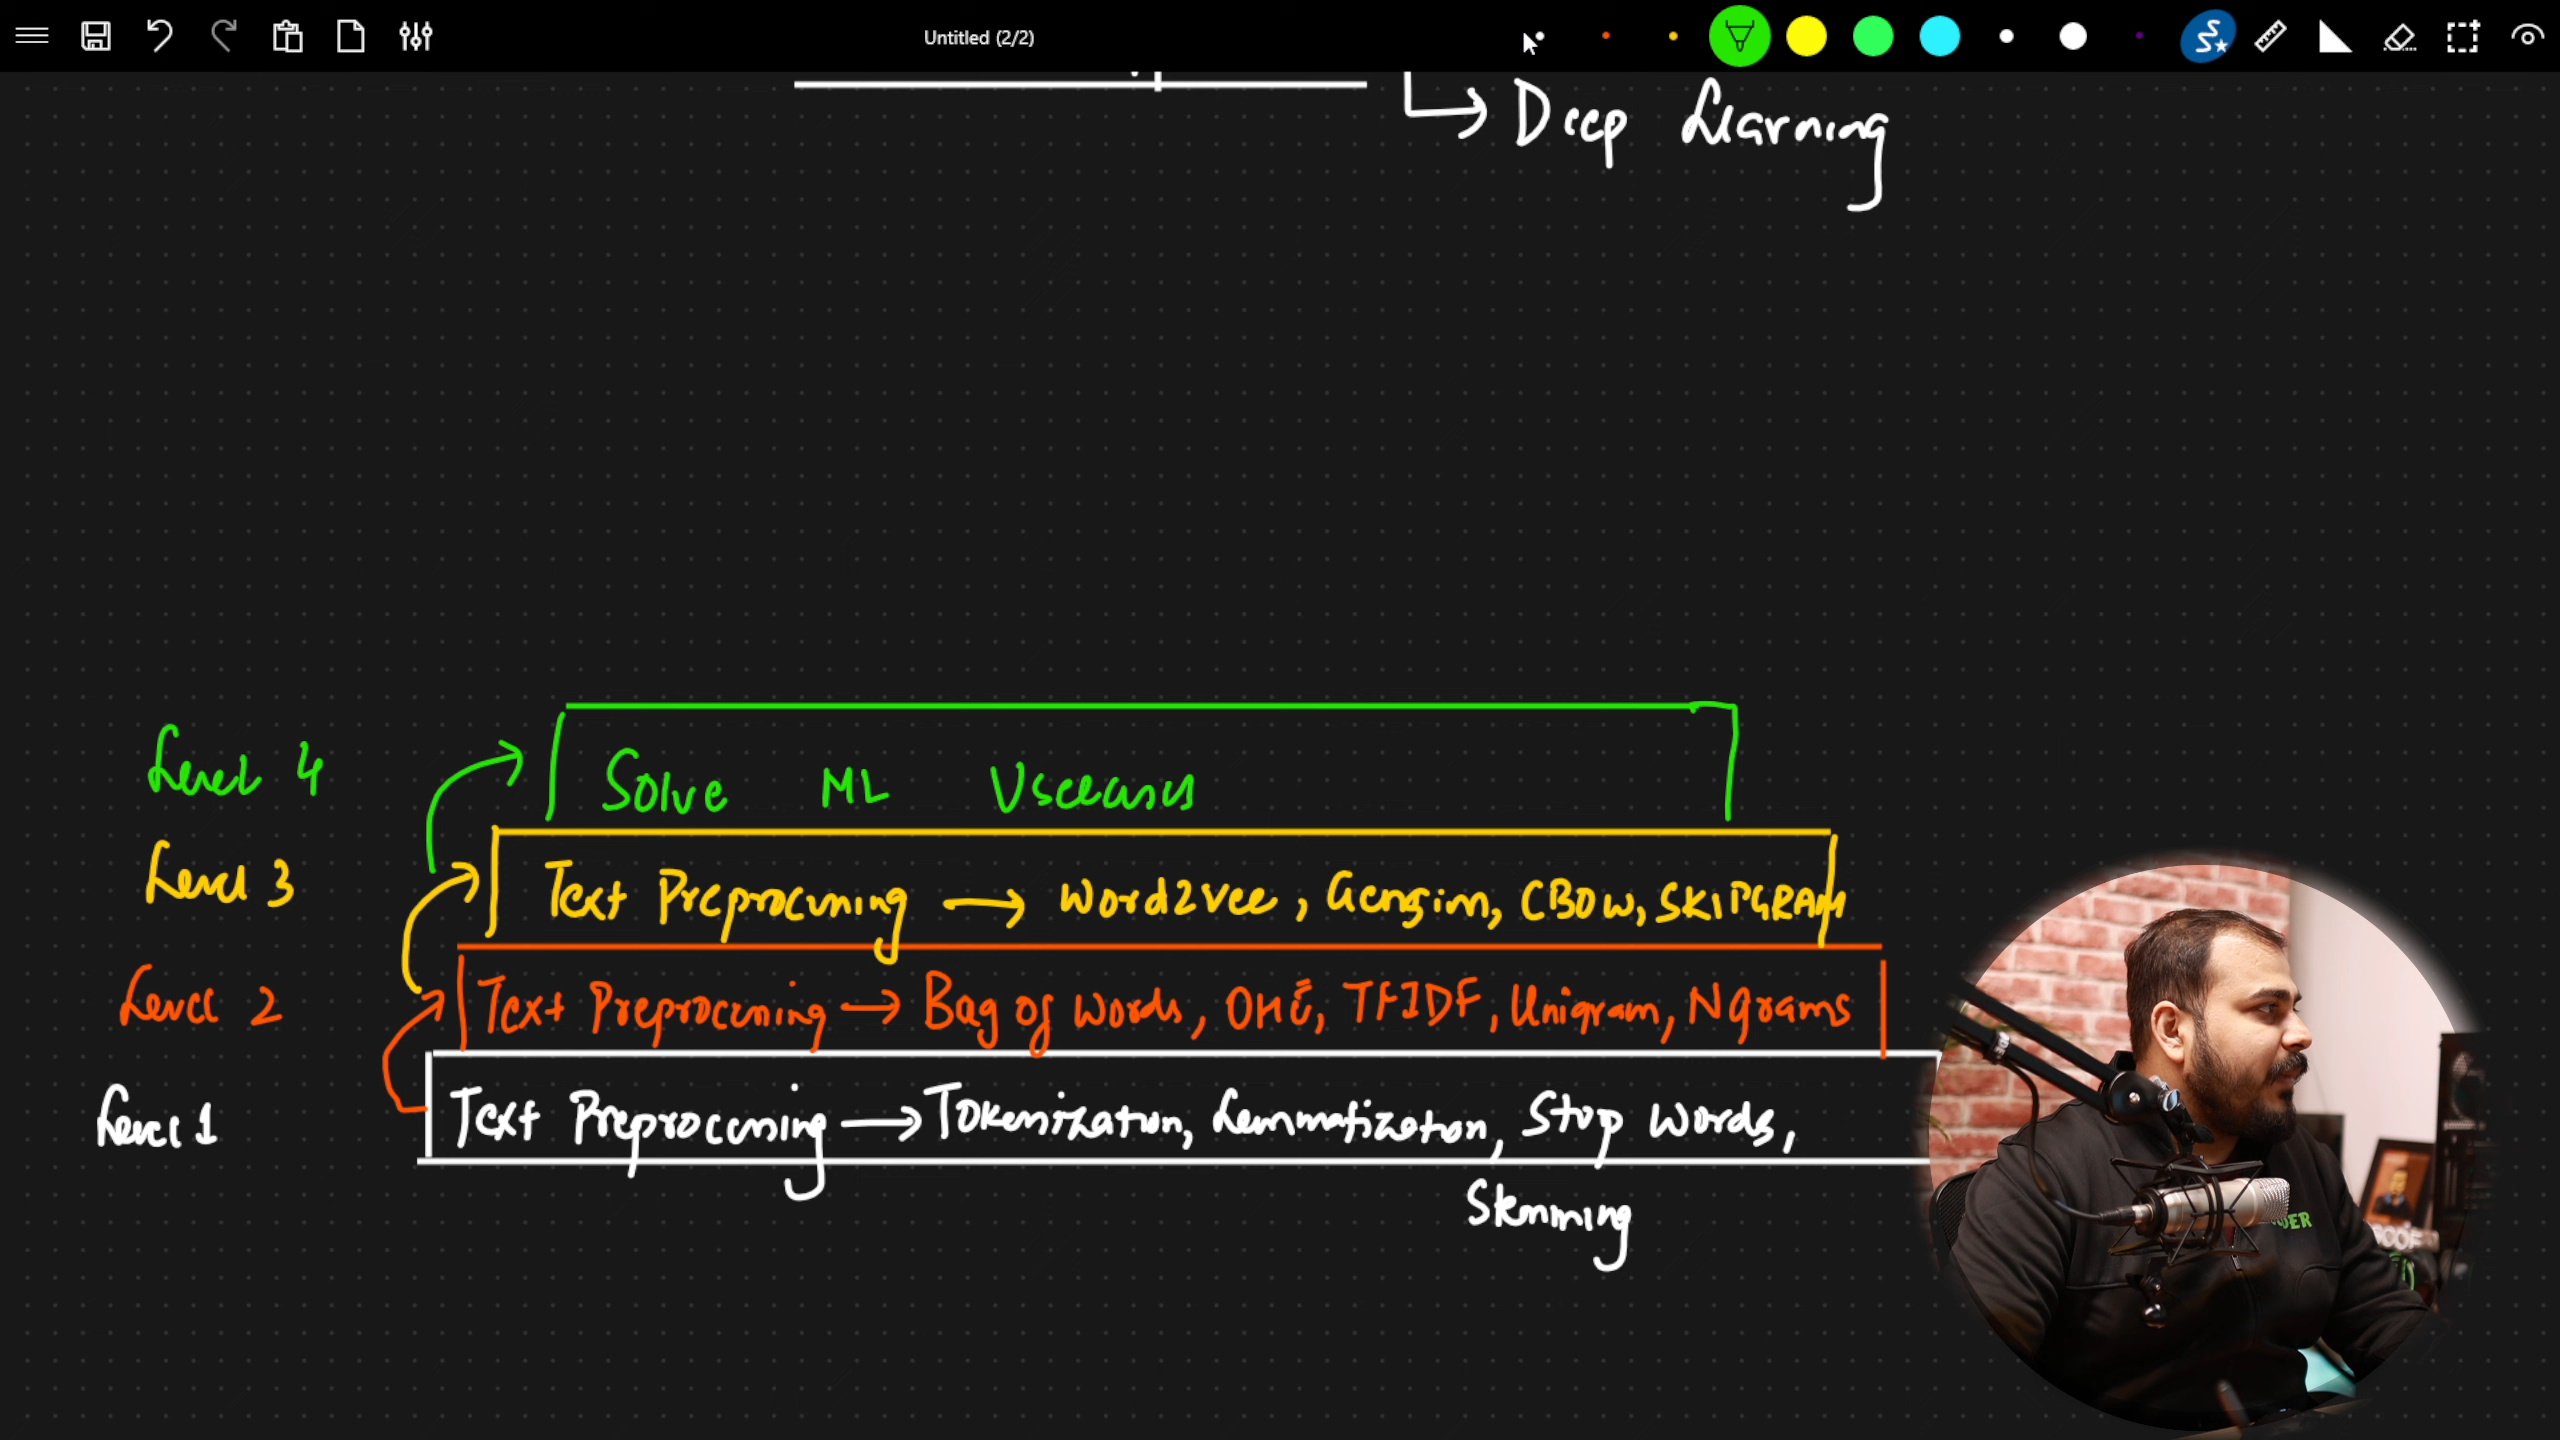 Untitled (2/2)
Deep Learning
Level 4
Solve ML Usecases
Level 3
Text Preprocessing → Word2Vec, Gensim, CBOW, SKIPGRAM
Level 2
Text Preprocessing → Bag of Words, OHE, TFIDF, Unigram, Ngrams
Level 1
Text Preprocessing → Tokenization, Lemmatization, Stop Words,
Stemming